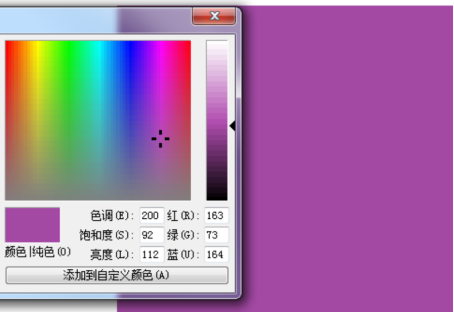 色调(E): 200 红(R): 163
饱和度(S): 92 绿(G): 73
颜色|纯色(O) 亮度(L): 112 蓝(U): 164
添加到自定义颜色(A)